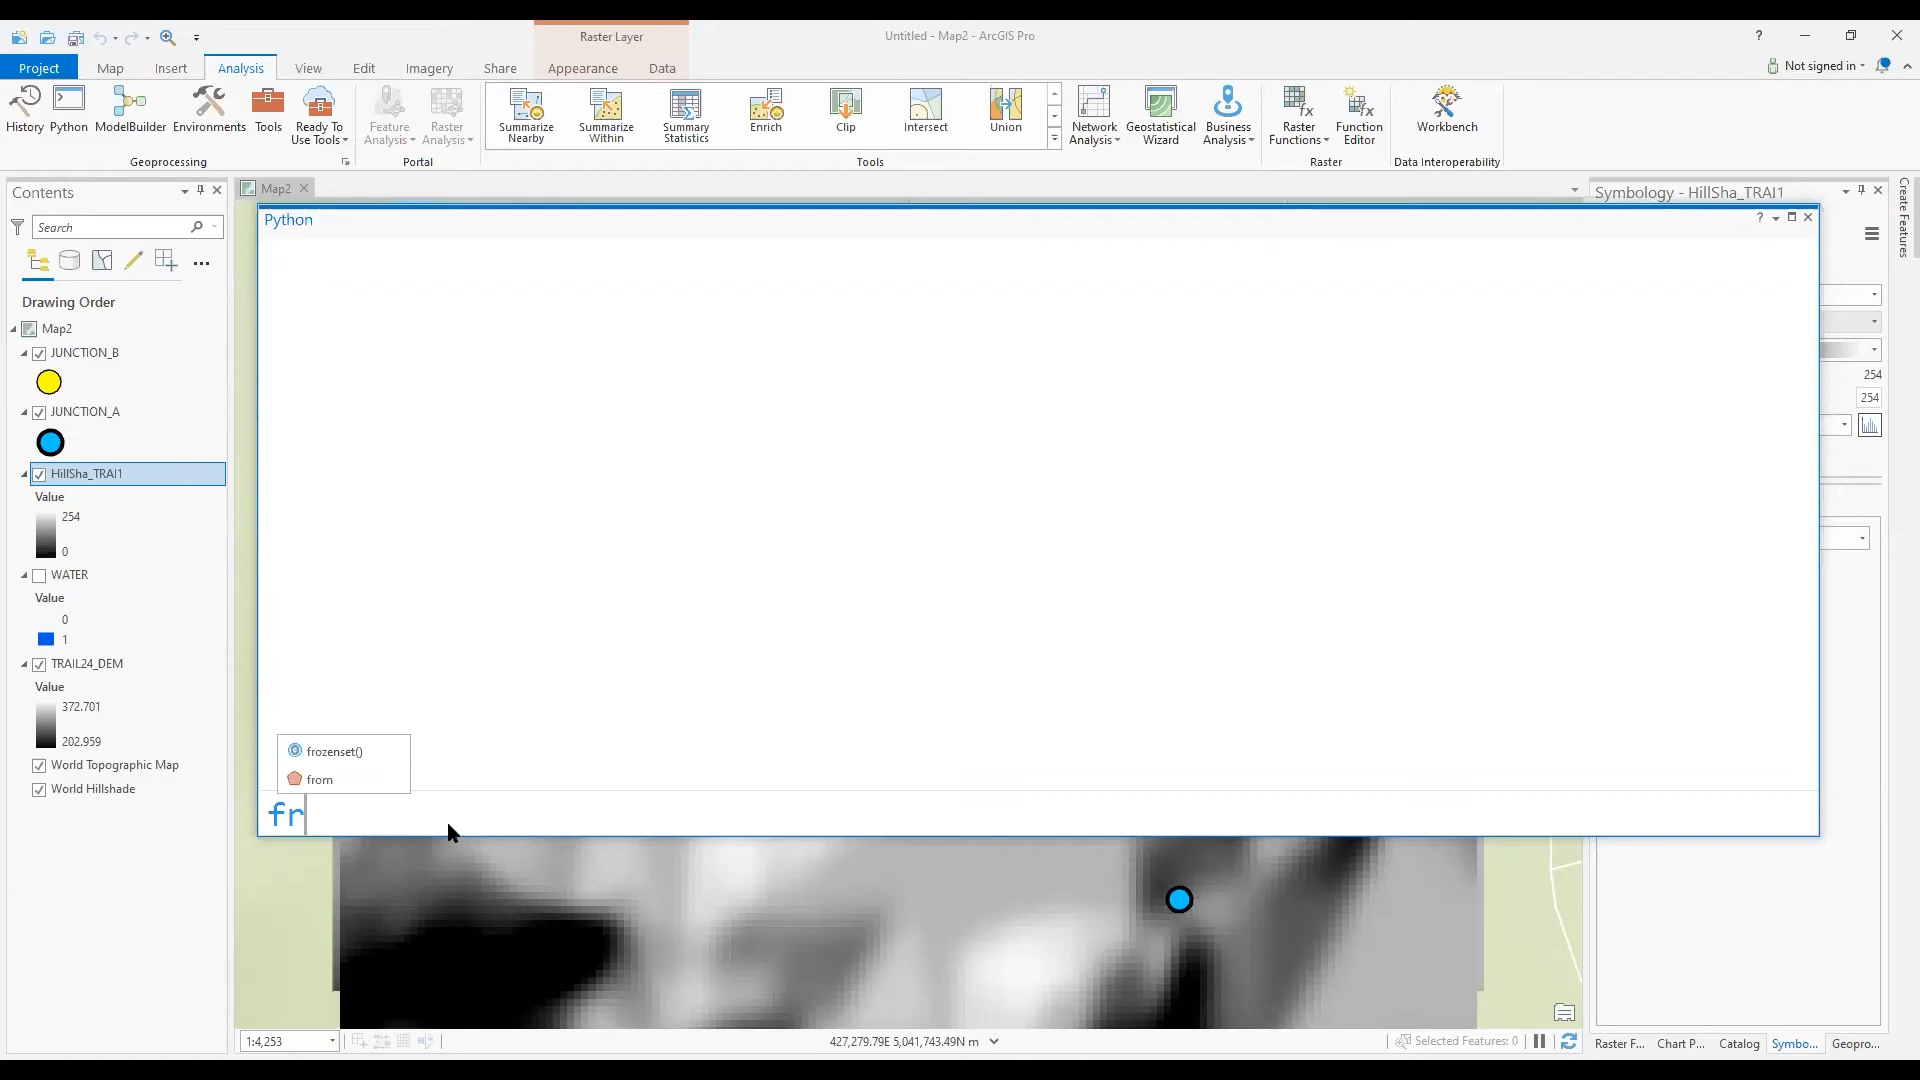 Raster Layer
Untitled - Map2 - ArcGIS Pro
?
Project
Map
Insert
Analysis
View
Edit
Imagery
Share
Appearance
Data
Not signed in
History
Python
ModelBuilder
Environments
Tools
Ready To
Use Tools
Feature
Analysis
Raster
Analysis
Summarize
Nearby
Summarize
Within
Summary
Statistics
Enrich
Clip
Intersect
Union
Network
Analysis
Geostatistical
Wizard
Business
Analysis
Raster
Functions
Function
Editor
Workbench
Geoprocessing
Portal
Tools
Raster
Data Interoperability
Contents
Search
Drawing Order
Map2
JUNCTION_B
JUNCTION_A
HillSha_TRAI1
Value
254
0
WATER
Value
0
1
TRAIL24_DEM
Value
372.701
202.959
World Topographic Map
World Hillshade
Map2
Python
?
frozenset()
from
fr
1:4,253
427,279.79E 5,041,743.49N m
Selected Features: 0
Symbology - HillSha_TRAI1
254
254
Create Features
Raster F...
Chart P...
Catalog
Symbo...
Geopro...